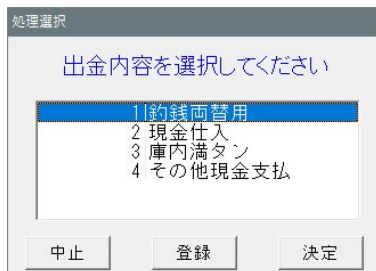 処理選択
出金内容を選択してください
1 釣銭両替用
2 現金仕入
3 庫内満タン
4 その他現金支払
中止 登録 決定